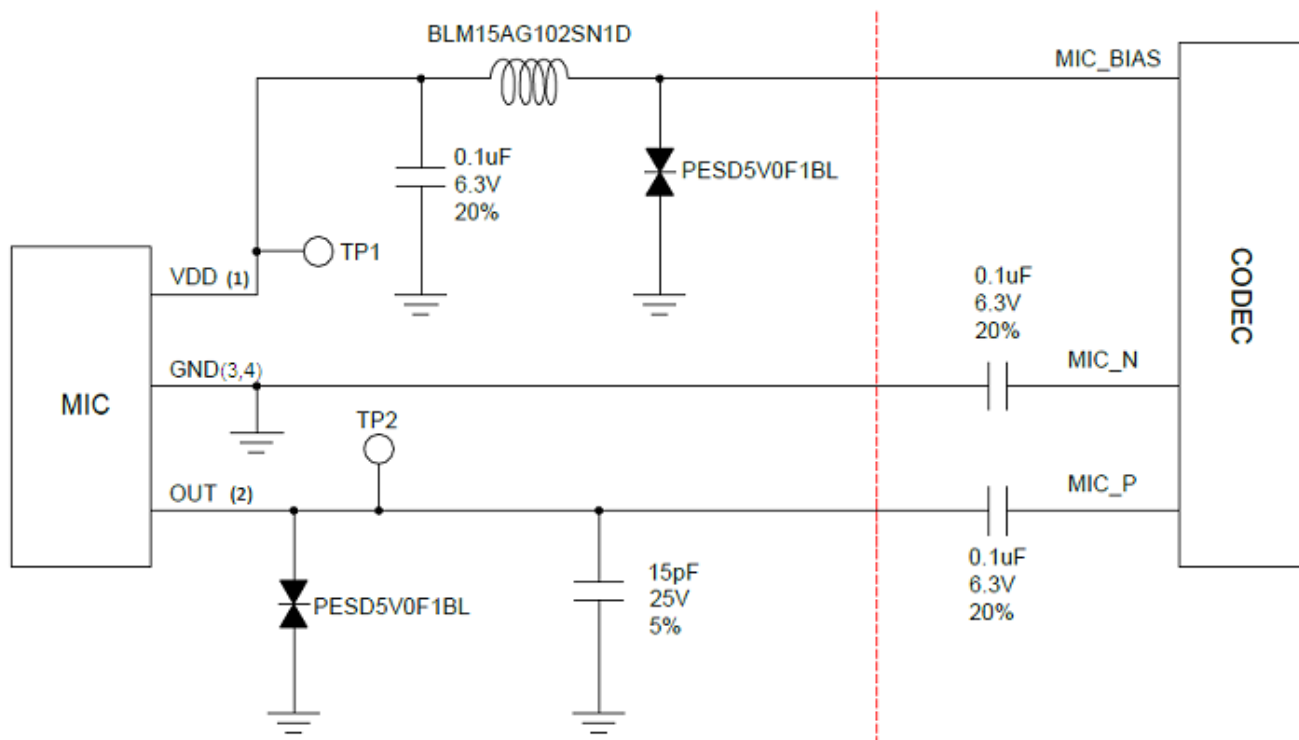 BLM15AG102SN1D
MIC_BIAS
0.1uF
6.3V
20%
PESD5V0F1BL
TP1
VDD (1)
0.1uF
6.3V
20%
CODEC
GND(3,4)
MIC_N
MIC
TP2
OUT (2)
MIC_P
PESD5V0F1BL
15pF
25V
5%
0.1uF
6.3V
20%